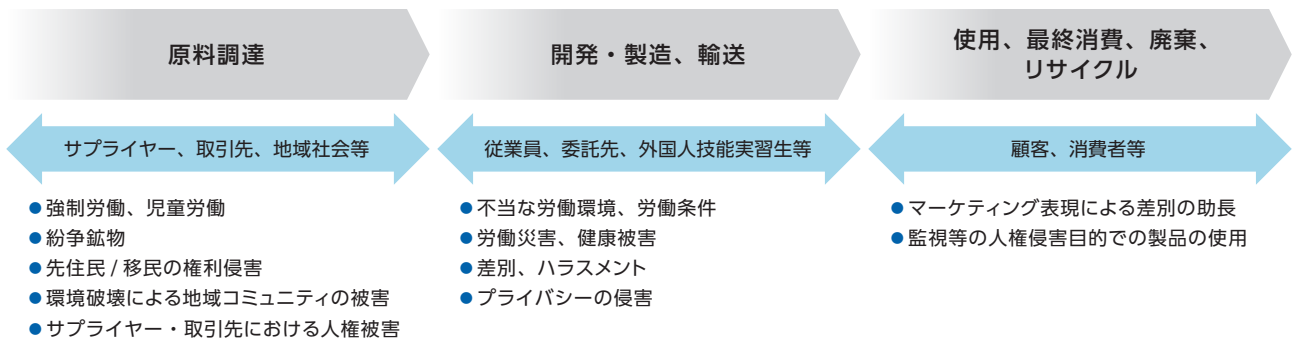 原料調達
サプライヤー、取引先、地域社会等
●強制労働、児童労働
●紛争鉱物
●先住民 / 移民の権利侵害
●環境破壊による地域コミュニティの被害
●サプライヤー・取引先における人権被害
開発・製造、輸送
従業員、委託先、外国人技能実習生等
●不当な労働環境、労働条件
●労働災害、健康被害
●差別、ハラスメント
●プライバシーの侵害
使用、最終消費、廃棄、
リサイクル
顧客、消費者等
●マーケティング表現による差別の助長
●監視等の人権侵害目的での製品の使用